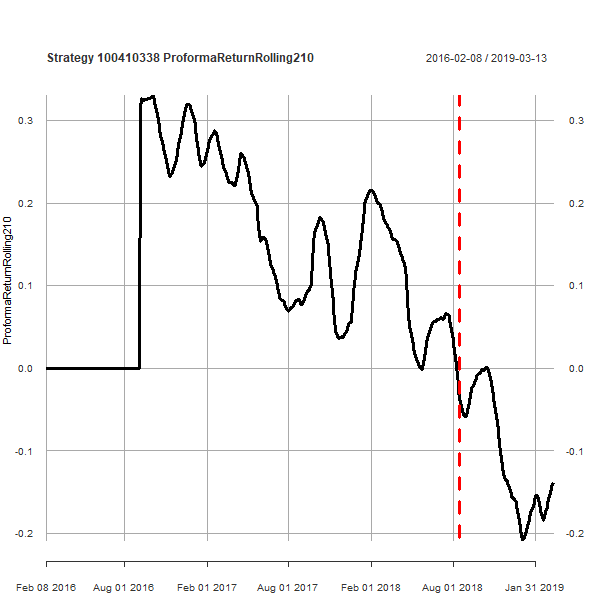 Strategy 100410338 ProformaReturnRolling210
2016-02-08 / 2019-03-13
ProformaReturnRolling210
0.3
0.2
0.1
0.0
-0.1
-0.2
0.3
0.2
0.1
0.0
-0.1
-0.2
Feb 08 2016
Aug 01 2016
Feb 01 2017
Aug 01 2017
Feb 01 2018
Aug 01 2018
Jan 31 2019